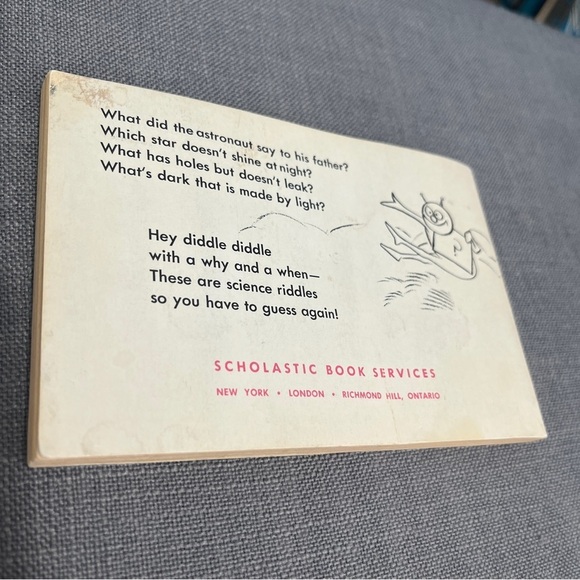 What did the astronaut say to his father?
Which star doesn't shine at night?
What has holes but doesn't leak?
What's dark that is made by light?
Hey diddle diddle
with a why and a when—
These are science riddles
so you have to guess again!
SCHOLASTIC BOOK SERVICES
NEW YORK • LONDON • RICHMOND HILL, ONTARIO